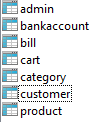 admin
bankaccount
bill
cart
category
customer
product